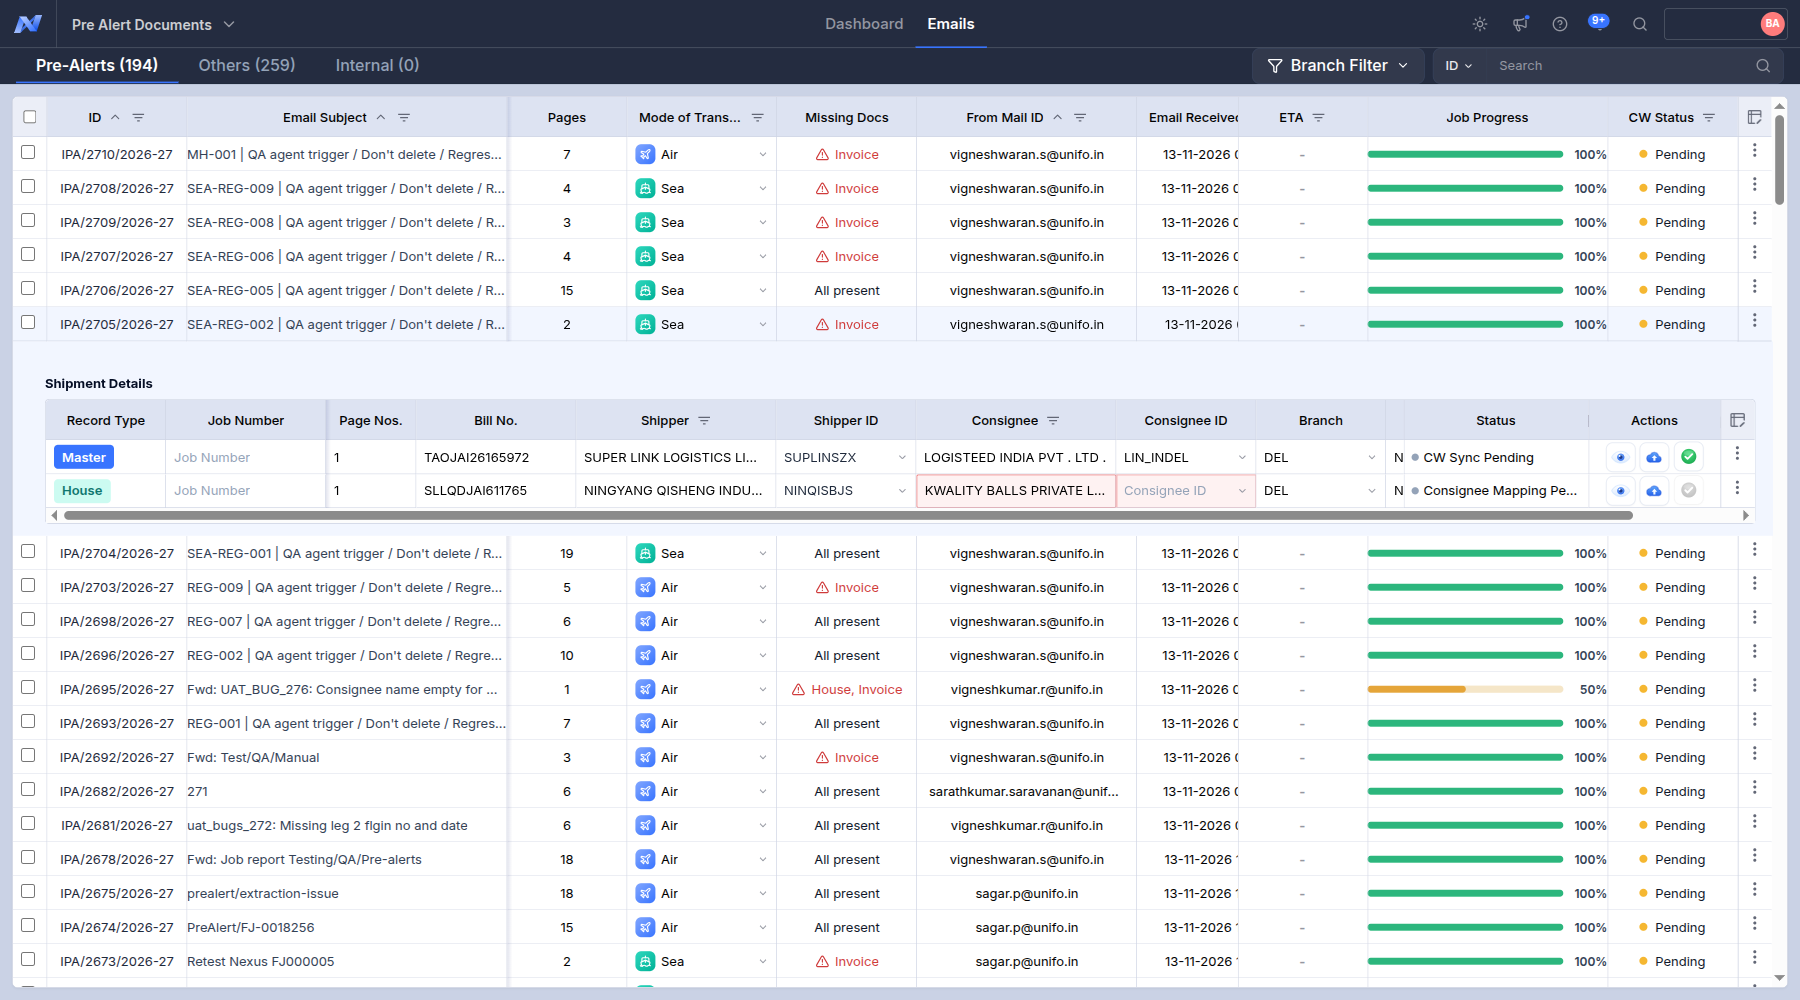 Pre Alert Documents Dashboard Emails 9+ BA
Pre-Alerts (194) Others (259) Internal (0) Branch Filter ID Search
ID Email Subject Pages Mode of Trans... Missing Docs From Mail ID Email Received ETA Job Progress CW Status
IPA/2710/2026-27 MH-001 | QA agent trigger / Don't delete / Regres... 7 Air Invoice vigneshwaran.s@unifo.in 13-11-2026 0 - 100% Pending
IPA/2708/2026-27 SEA-REG-009 | QA agent trigger / Don't delete / R... 4 Sea Invoice vigneshwaran.s@unifo.in 13-11-2026 0 - 100% Pending
IPA/2709/2026-27 SEA-REG-008 | QA agent trigger / Don't delete / R... 3 Sea Invoice vigneshwaran.s@unifo.in 13-11-2026 0 - 100% Pending
IPA/2707/2026-27 SEA-REG-006 | QA agent trigger / Don't delete / R... 4 Sea Invoice vigneshwaran.s@unifo.in 13-11-2026 0 - 100% Pending
IPA/2706/2026-27 SEA-REG-005 | QA agent trigger / Don't delete / R... 15 Sea All present vigneshwaran.s@unifo.in 13-11-2026 0 - 100% Pending
IPA/2705/2026-27 SEA-REG-002 | QA agent trigger / Don't delete / R... 2 Sea Invoice vigneshwaran.s@unifo.in 13-11-2026 - 100% Pending
Shipment Details
Record Type Job Number Page Nos. Bill No. Shipper Shipper ID Consignee Consignee ID Branch Status Actions
Master Job Number 1 TAOJAI26165972 SUPER LINK LOGISTICS LI... SUPLINSZX LOGISTEED INDIA PVT . LTD . LIN_INDEL DEL N CW Sync Pending
House Job Number 1 SLLQDJAI611765 NINGYANG QISHENG INDU... NINQISBJS KWALITY BALLS PRIVATE L... Consignee ID DEL N Consignee Mapping Pe...
IPA/2704/2026-27 SEA-REG-001 | QA agent trigger / Don't delete / R... 19 Sea All present vigneshwaran.s@unifo.in 13-11-2026 0 - 100% Pending
IPA/2703/2026-27 REG-009 | QA agent trigger / Don't delete / Regre... 5 Air Invoice vigneshwaran.s@unifo.in 13-11-2026 0 - 100% Pending
IPA/2698/2026-27 REG-007 | QA agent trigger / Don't delete / Regre... 6 Air All present vigneshwaran.s@unifo.in 13-11-2026 0 - 100% Pending
IPA/2696/2026-27 REG-002 | QA agent trigger / Don't delete / Regre... 10 Air All present vigneshwaran.s@unifo.in 13-11-2026 0 - 100% Pending
IPA/2695/2026-27 Fwd: UAT_BUG_276: Consignee name empty for ... 1 Air House, Invoice vigneshkumar.r@unifo.in 13-11-2026 0 - 50% Pending
IPA/2693/2026-27 REG-001 | QA agent trigger / Don't delete / Regres... 7 Air All present vigneshwaran.s@unifo.in 13-11-2026 0 - 100% Pending
IPA/2692/2026-27 Fwd: Test/QA/Manual 3 Air Invoice vigneshwaran.s@unifo.in 13-11-2026 0 - 100% Pending
IPA/2682/2026-27 271 6 Air All present sarathkumar.saravanan@unif... 13-11-2026 0 - 100% Pending
IPA/2681/2026-27 uat_bugs_272: Missing leg 2 flgin no and date 6 Air All present vigneshkumar.r@unifo.in 13-11-2026 0 - 100% Pending
IPA/2678/2026-27 Fwd: Job report Testing/QA/Pre-alerts 18 Air All present vigneshwaran.s@unifo.in 13-11-2026 - 100% Pending
IPA/2675/2026-27 prealert/extraction-issue 18 Air All present sagar.p@unifo.in 13-11-2026 - 100% Pending
IPA/2674/2026-27 PreAlert/FJ-0018256 15 Air All present sagar.p@unifo.in 13-11-2026 - 100% Pending
IPA/2673/2026-27 Retest Nexus FJ000005 2 Sea Invoice sagar.p@unifo.in 13-11-2026 - 100% Pending